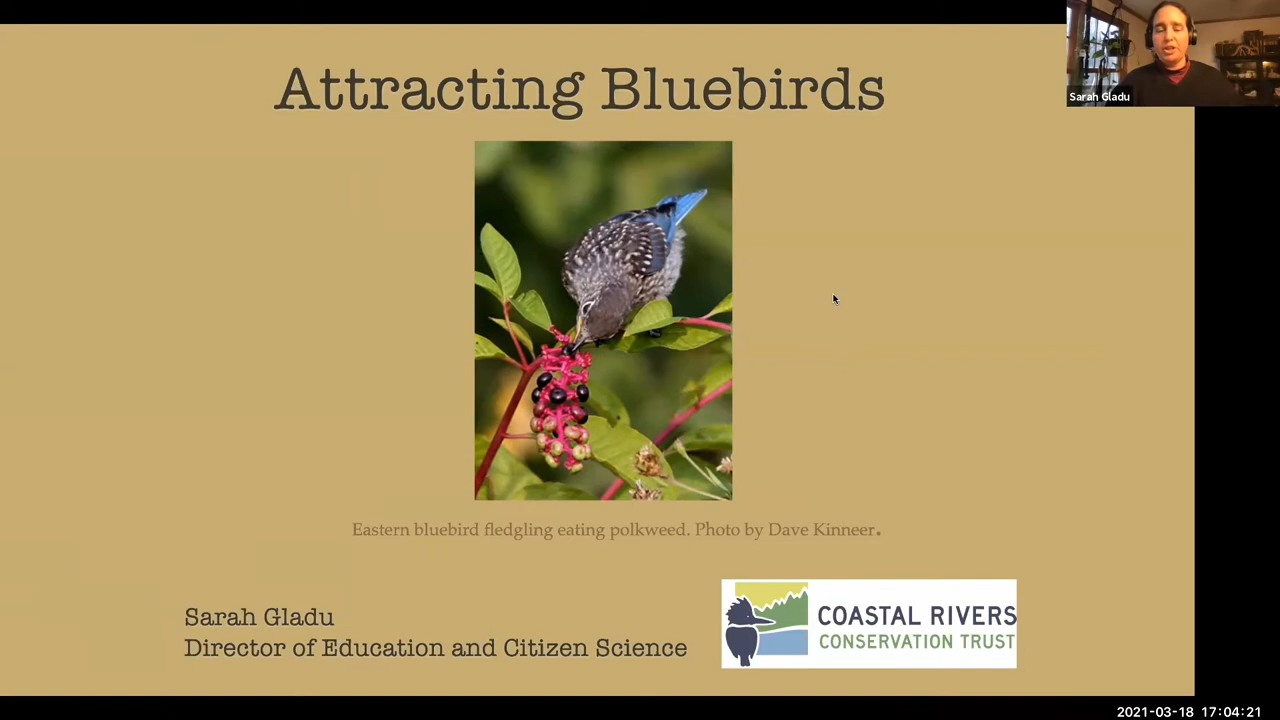 Attracting Bluebirds
Sarah Gladu
Eastern bluebird fledgling eating polkweed. Photo by Dave Kinneer.
Sarah Gladu
Director of Education and Citizen Science
COASTAL RIVERS
CONSERVATION TRUST
2021-03-18 17:04:21